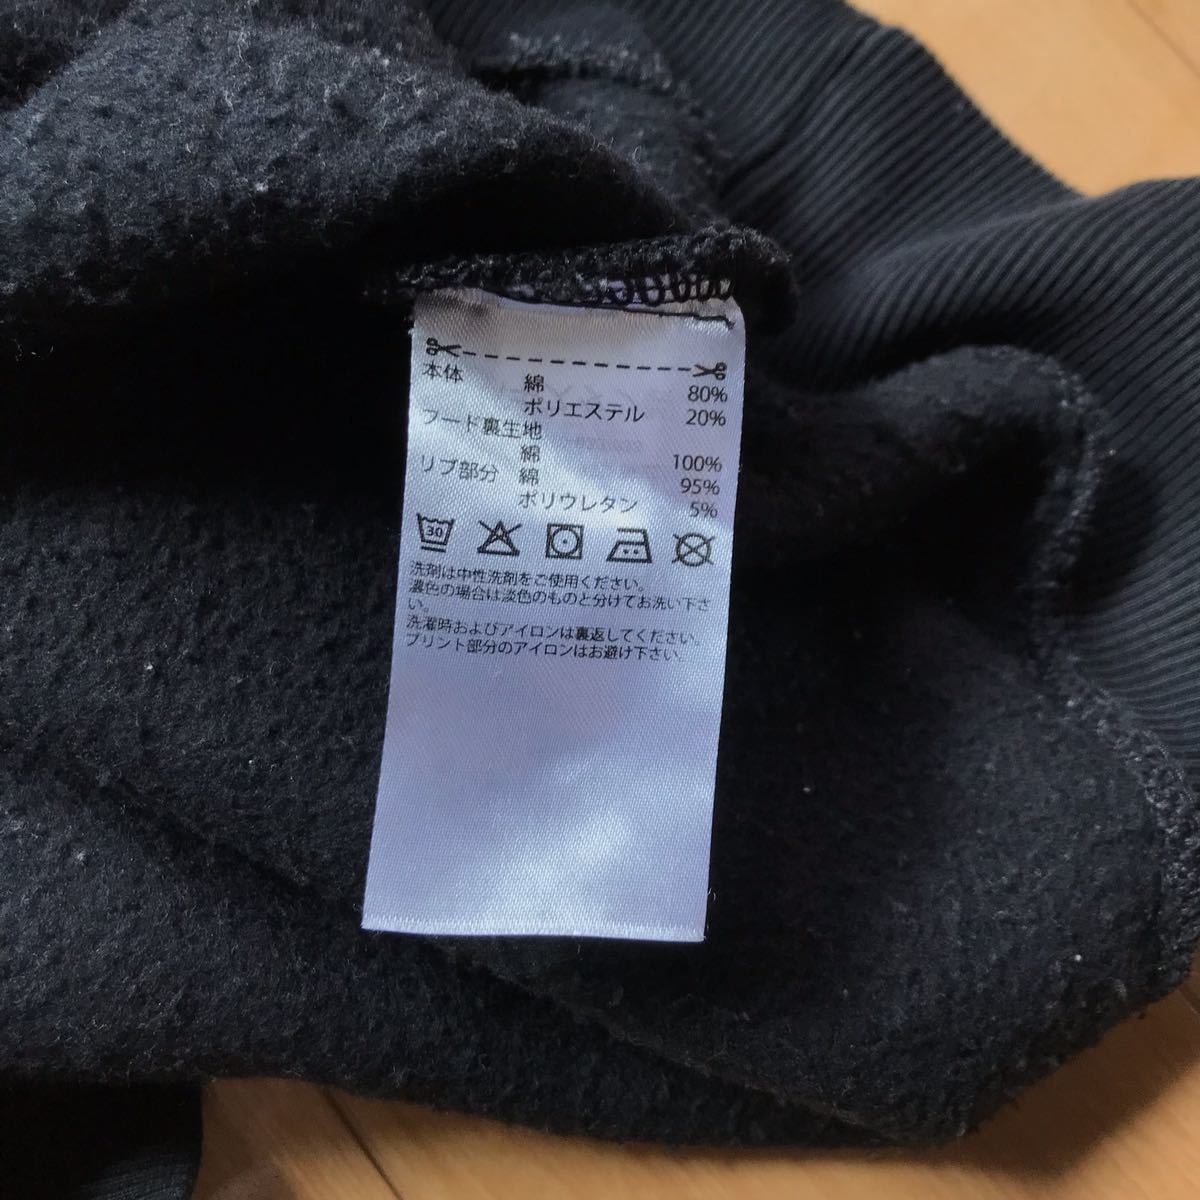 本体 綿 80%
ポリエステル 20%
フード裏生地
綿 100%
リブ部分 綿 95%
ポリウレタン 5%
30
洗剤は中性洗剤をご使用ください。
濃色の場合は淡色のものと分けてお洗い下さ
い。
洗濯時およびアイロンは裏返してください。
プリント部分のアイロンはお避け下さい。